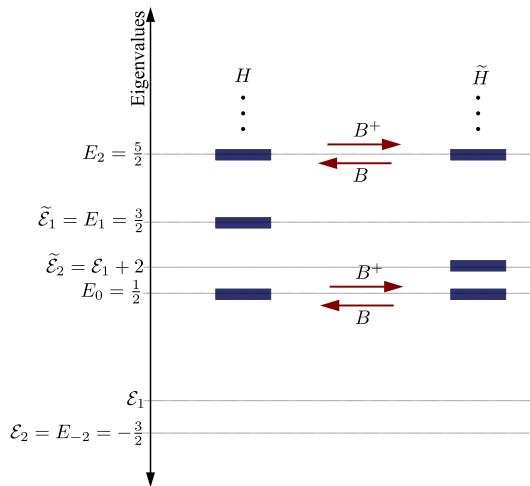 Eigenvalues
H
H̃
E₂ = 5/2
B⁺
B
ℰ̃₁ = E₁ = 3/2
ℰ̃₂ = ℰ₁ + 2
E₀ = 1/2
B⁺
B
ℰ₁
ℰ₂ = E₋₂ = −3/2